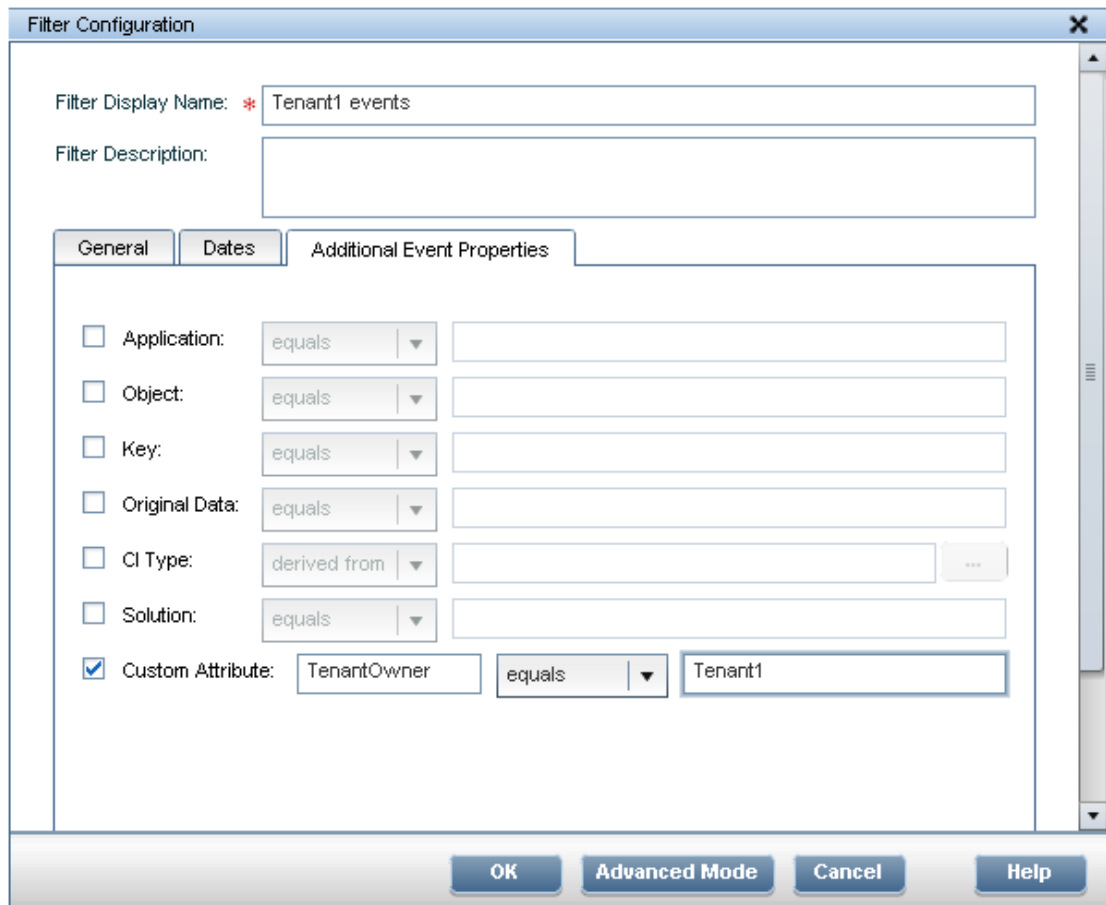 Filter Configuration
Filter Display Name: * Tenant1 events
Filter Description:
General Dates Additional Event Properties
Application: equals
Object: equals
Key: equals
Original Data: equals
CI Type: derived from ...
Solution: equals
Custom Attribute: TenantOwner equals Tenant1
OK Advanced Mode Cancel Help